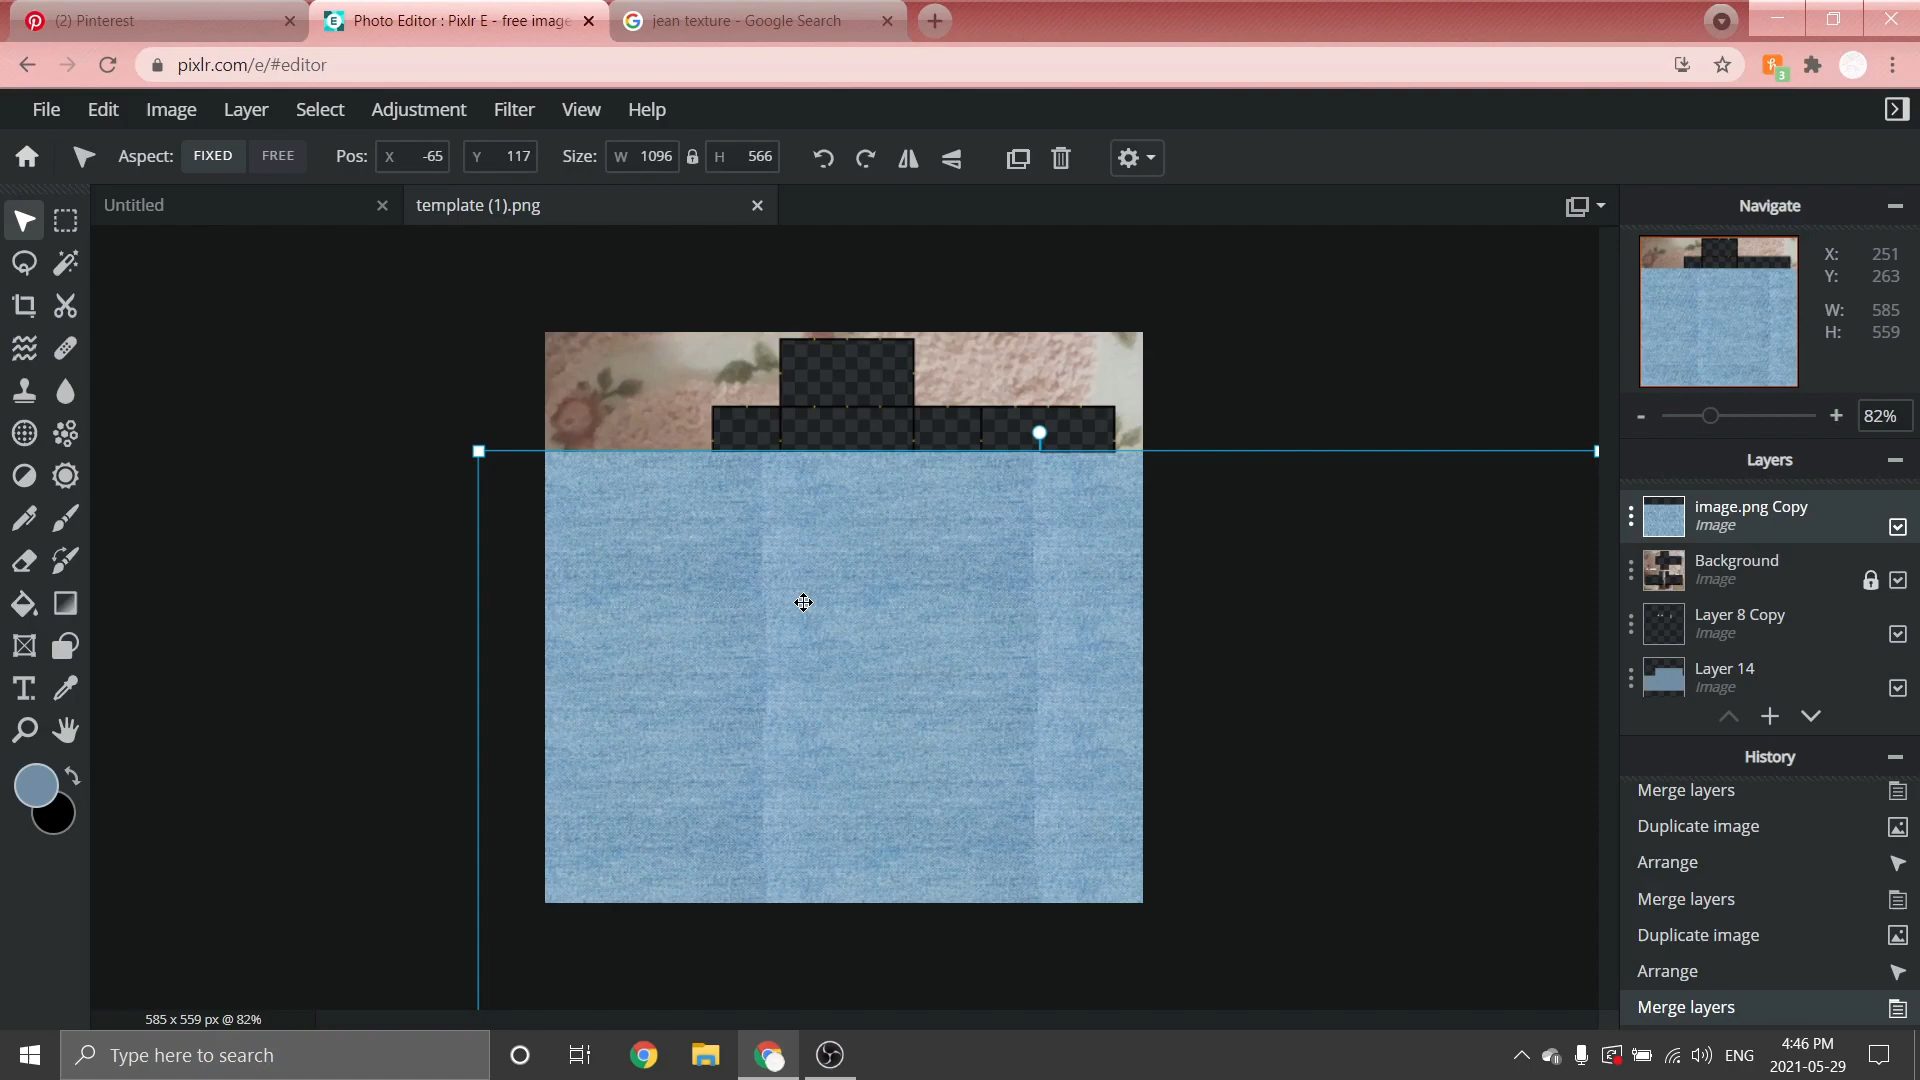 (2) Pinterest
Photo Editor : Pixlr E - free image
jean texture - Google Search
pixlr.com/e/#editor
3
File Edit Image Layer Select Adjustment Filter View Help
Aspect: FIXED FREE Pos: X -65 Y 117 Size: W 1096 H 566
Untitled
template (1).png
Navigate
X: 251
Y: 263
W: 585
H: 559
82%
Layers
image.png Copy
Image
Background
Image
Layer 8 Copy
Image
Layer 14
Image
History
Merge layers
Duplicate image
Arrange
Merge layers
Duplicate image
Arrange
Merge layers
585 x 559 px @ 82%
Type here to search
ENG
4:46 PM
2021-05-29